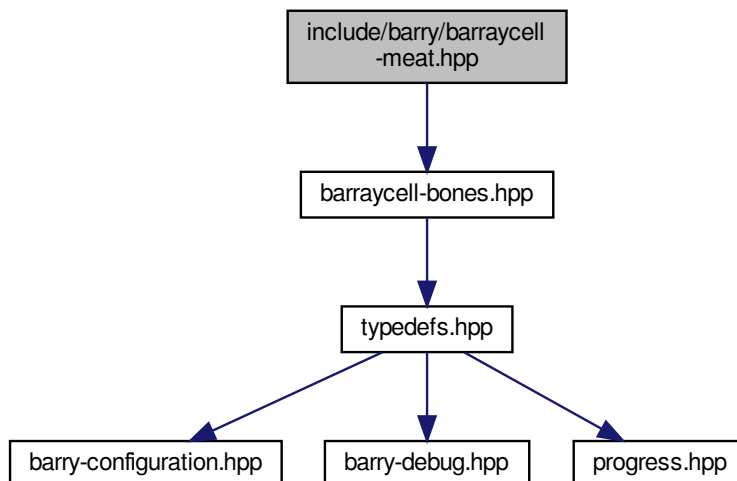 include/barry/barraycell
-meat.hpp
barraycell-bones.hpp
typedefs.hpp
barry-configuration.hpp
barry-debug.hpp
progress.hpp